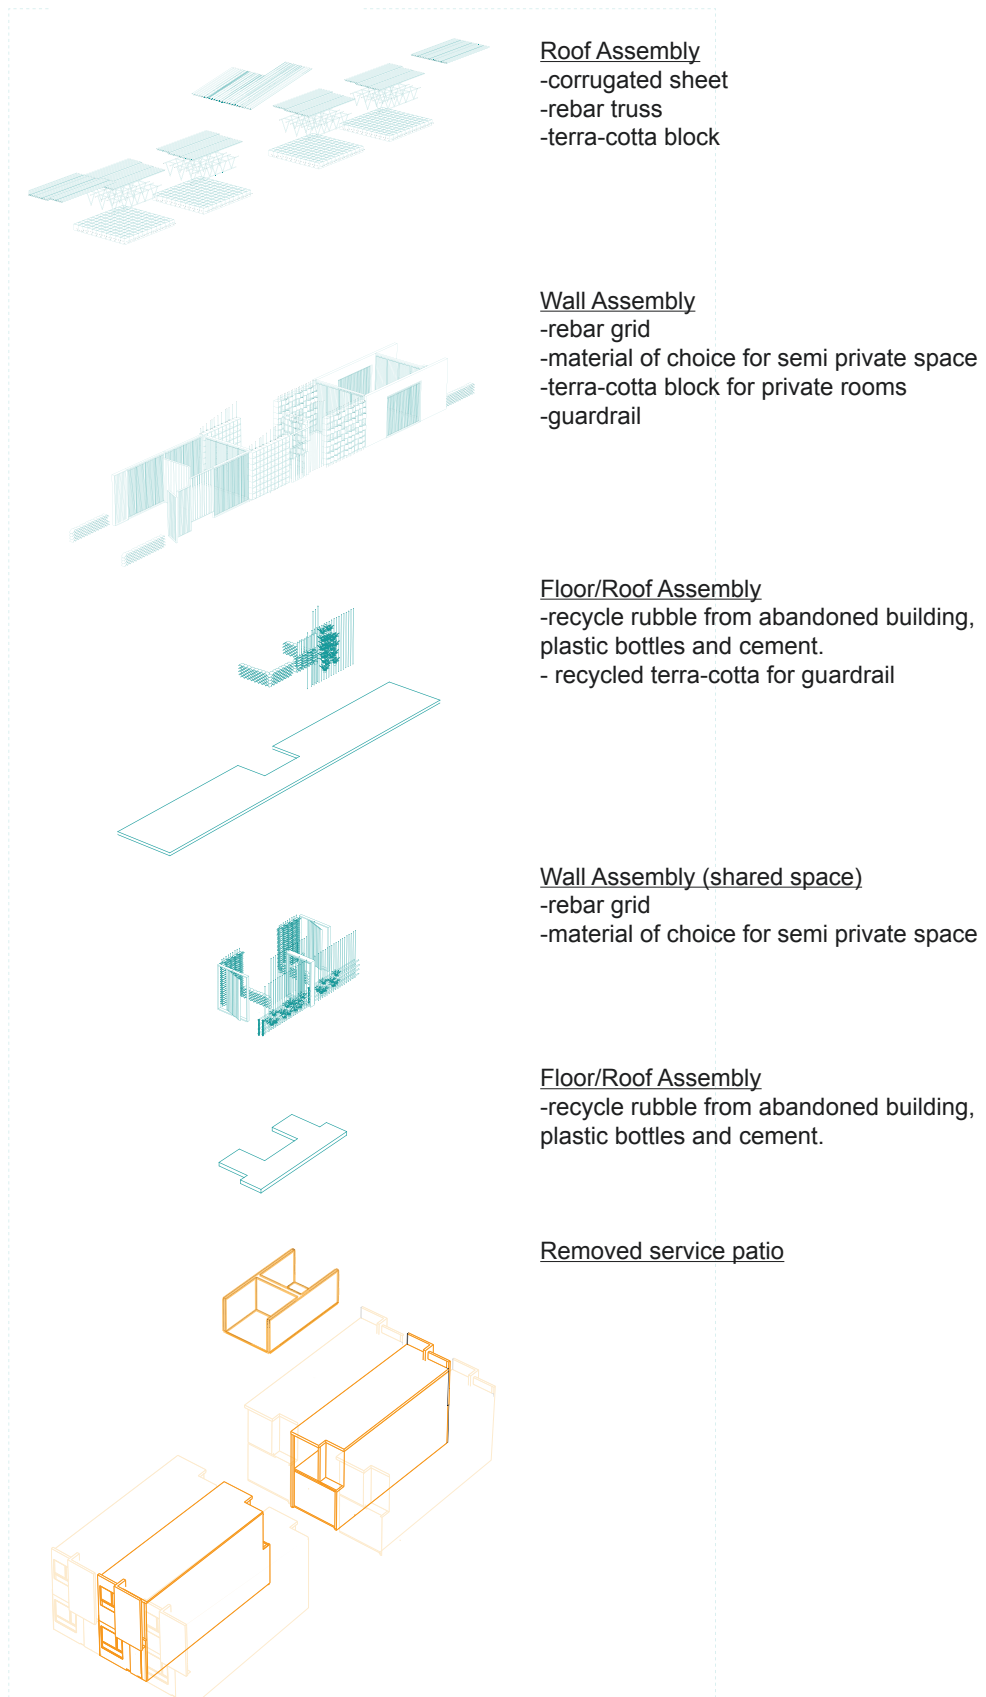 Roof Assembly
-corrugated sheet
-rebar truss
-terra-cotta block
Wall Assembly
-rebar grid
-material of choice for semi private space
-terra-cotta block for private rooms
-guardrail
Floor/Roof Assembly
-recycle rubble from abandoned building,
plastic bottles and cement.
- recycled terra-cotta for guardrail
Wall Assembly (shared space)
-rebar grid
-material of choice for semi private space
Floor/Roof Assembly
-recycle rubble from abandoned building,
plastic bottles and cement.
Removed service patio